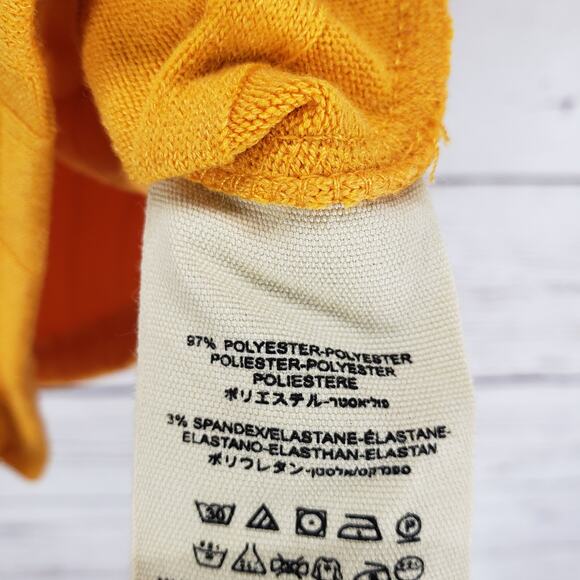 97% POLYESTER-POLYESTER
POLIESTER-POLYESTER
POLIESTERE
ポリエステル-פוליאסטר
3% SPANDEX/ELASTANE-ÉLASTANE-
ELASTANO-ELASTHAN-ELASTAN
ポリウレタン-ספנדקס/אלסטן
30 P